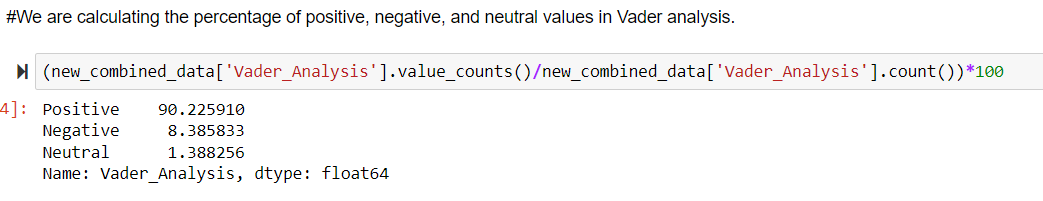 #We are calculating the percentage of positive, negative, and neutral values in Vader analysis.
(new_combined_data['Vader_Analysis'].value_counts()/new_combined_data['Vader_Analysis'].count())*100
4]: Positive    90.225910
Negative     8.385833
Neutral      1.388256
Name: Vader_Analysis, dtype: float64